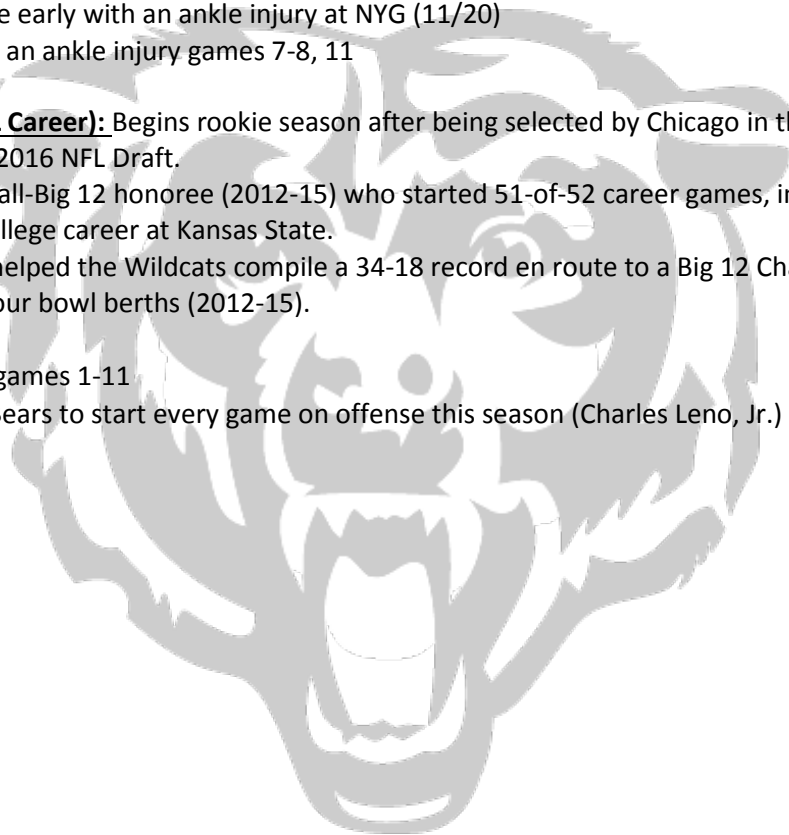 e early with an ankle injury at NYG (11/20)
an ankle injury games 7-8, 11
Career): Begins rookie season after being selected by Chicago in th
2016 NFL Draft.
all-Big 12 honoree (2012-15) who started 51-of-52 career games, in
llege career at Kansas State.
helped the Wildcats compile a 34-18 record en route to a Big 12 Cha
our bowl berths (2012-15).
games 1-11
Bears to start every game on offense this season (Charles Leno, Jr.)